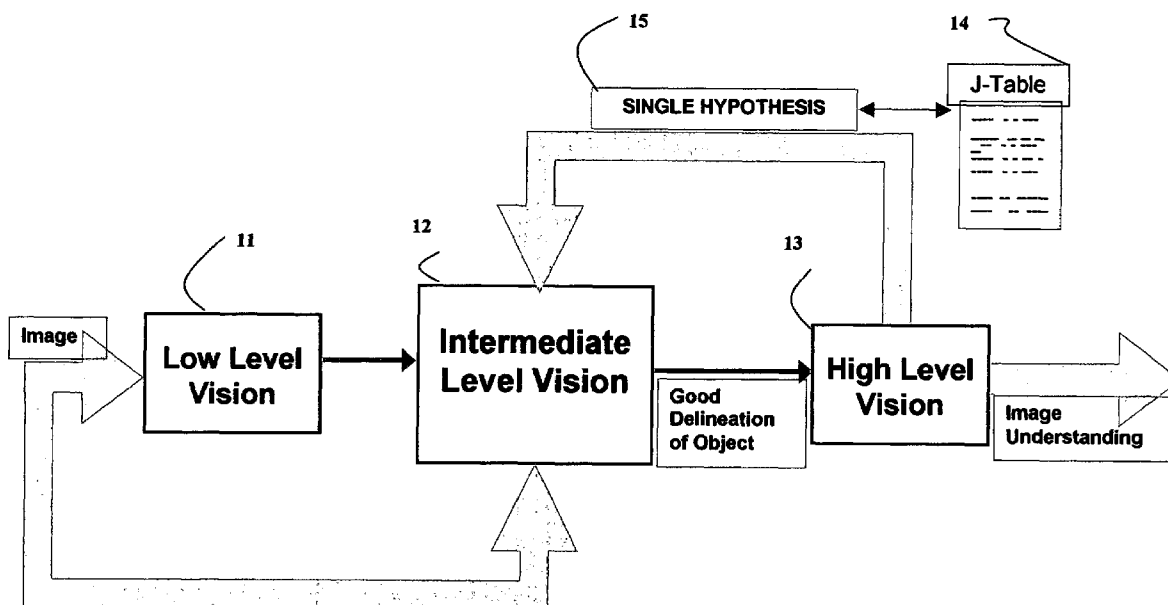 15
14
J-Table
SINGLE HYPOTHESIS
11
12
13
Image
Low Level
Vision
Intermediate
Level Vision
High Level
Vision
Good
Delineation
of Object
Image
Understanding